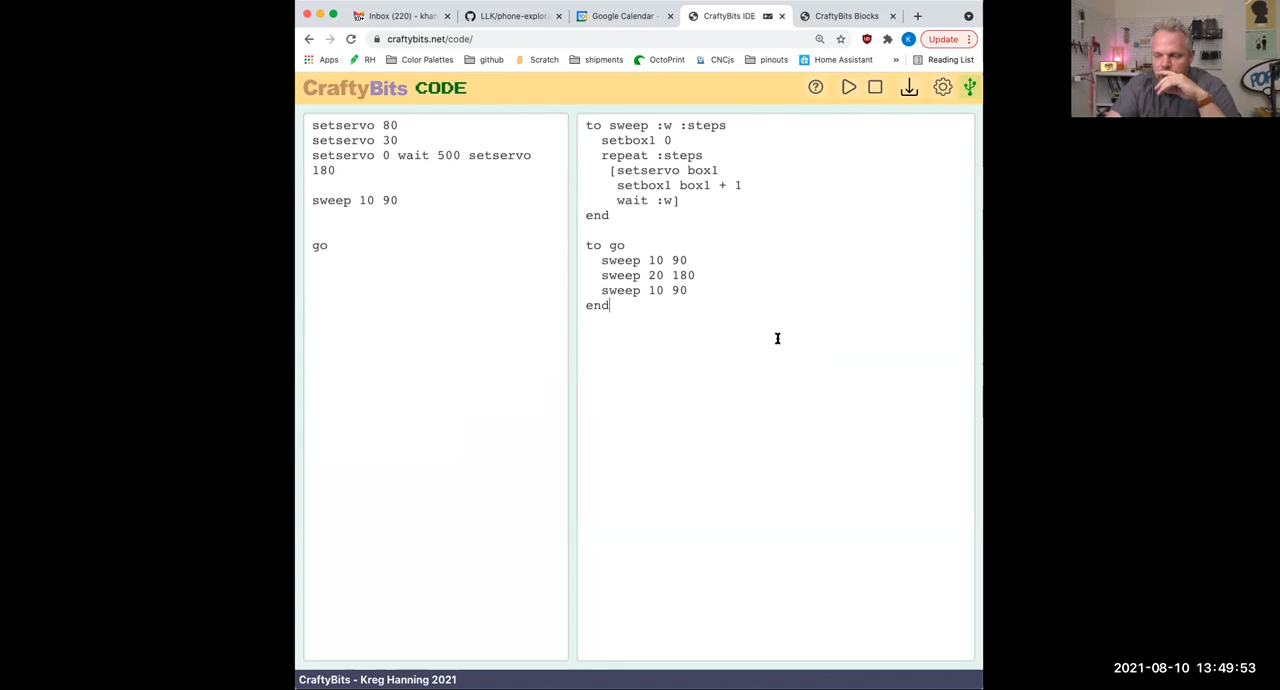 Inbox (220) - khan
LLK/phone-explora
Google Calendar -
CraftyBits IDE
CraftyBits Blocks
craftybits.net/code/
K
Update
Apps
RH
Color Palettes
github
Scratch
shipments
OctoPrint
CNCjs
pinouts
Home Assistant
»
Reading List
CraftyBits CODE
setservo 80
setservo 30
setservo 0 wait 500 setservo
180
sweep 10 90
go
to sweep :w :steps
setbox1 0
repeat :steps
[setservo box1
setbox1 box1 + 1
wait :w]
end
to go
sweep 10 90
sweep 20 180
sweep 10 90
end
CraftyBits - Kreg Hanning 2021
2021-08-10 13:49:53